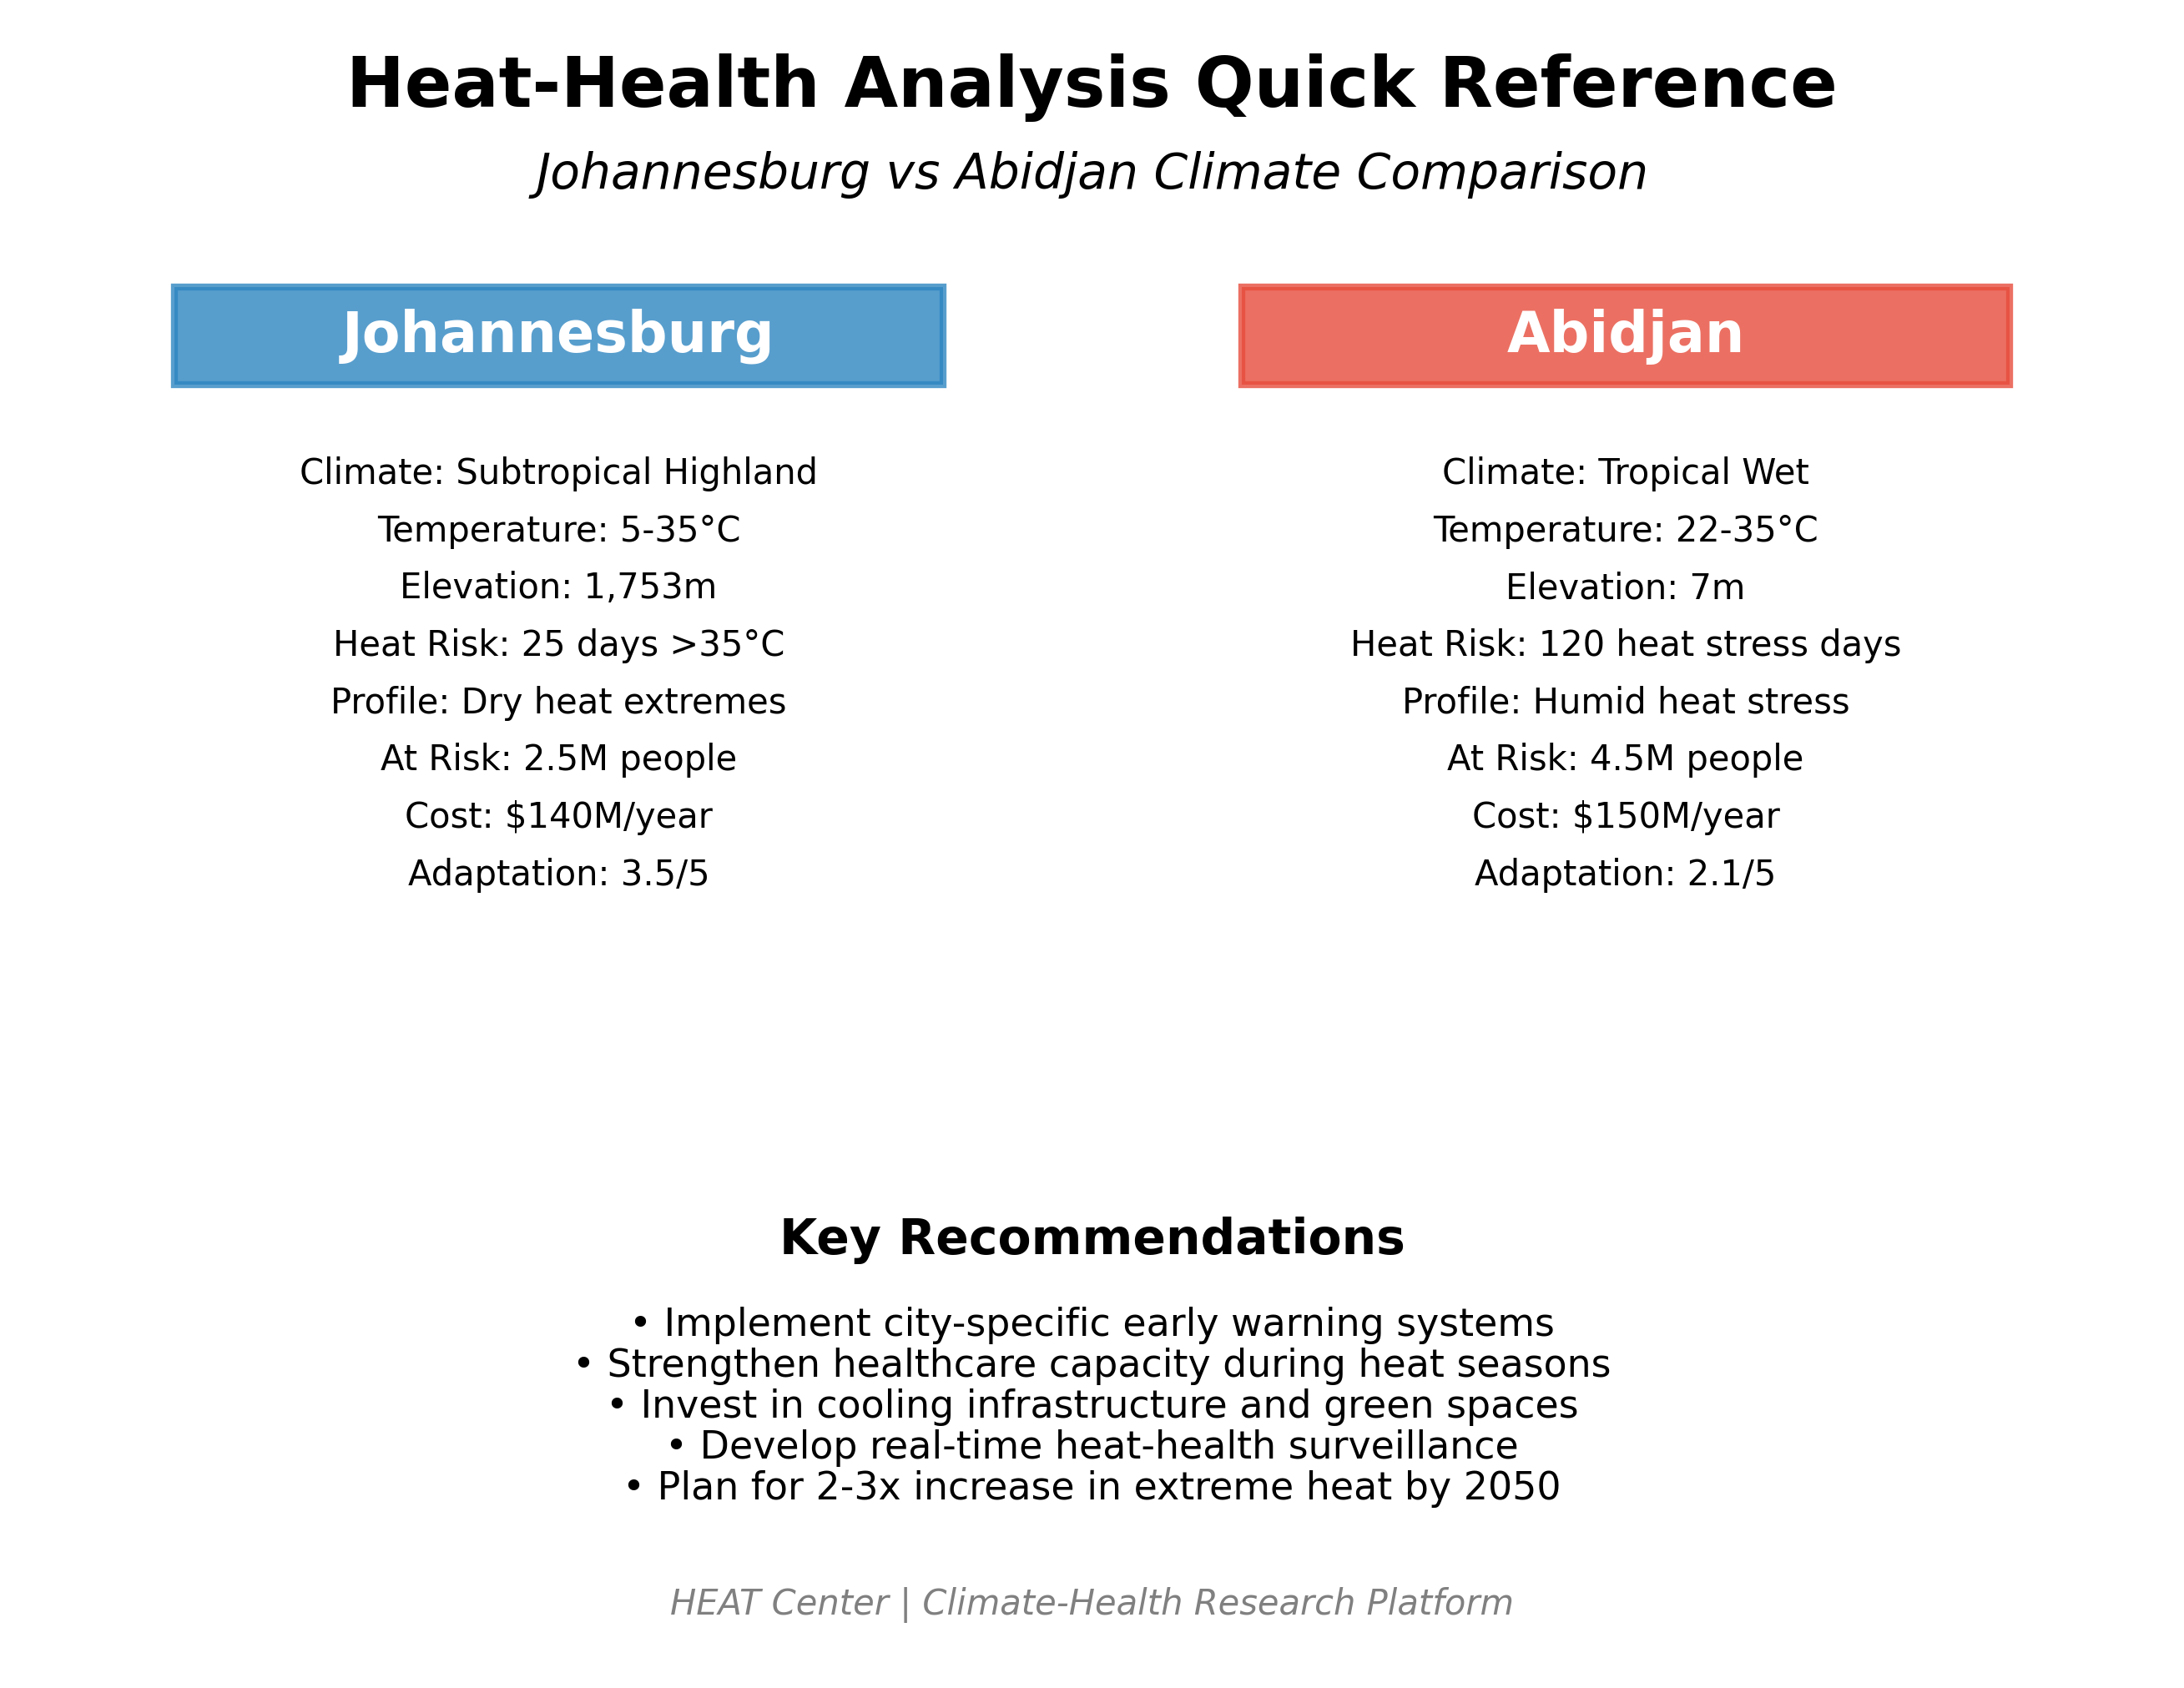 Heat-Health Analysis Quick Reference
Johannesburg vs Abidjan Climate Comparison
Johannesburg
Climate: Subtropical Highland
Temperature: 5-35°C
Elevation: 1,753m
Heat Risk: 25 days >35°C
Profile: Dry heat extremes
At Risk: 2.5M people
Cost: $140M/year
Adaptation: 3.5/5
Abidjan
Climate: Tropical Wet
Temperature: 22-35°C
Elevation: 7m
Heat Risk: 120 heat stress days
Profile: Humid heat stress
At Risk: 4.5M people
Cost: $150M/year
Adaptation: 2.1/5
Key Recommendations
• Implement city-specific early warning systems
• Strengthen healthcare capacity during heat seasons
• Invest in cooling infrastructure and green spaces
• Develop real-time heat-health surveillance
• Plan for 2-3x increase in extreme heat by 2050
HEAT Center | Climate-Health Research Platform